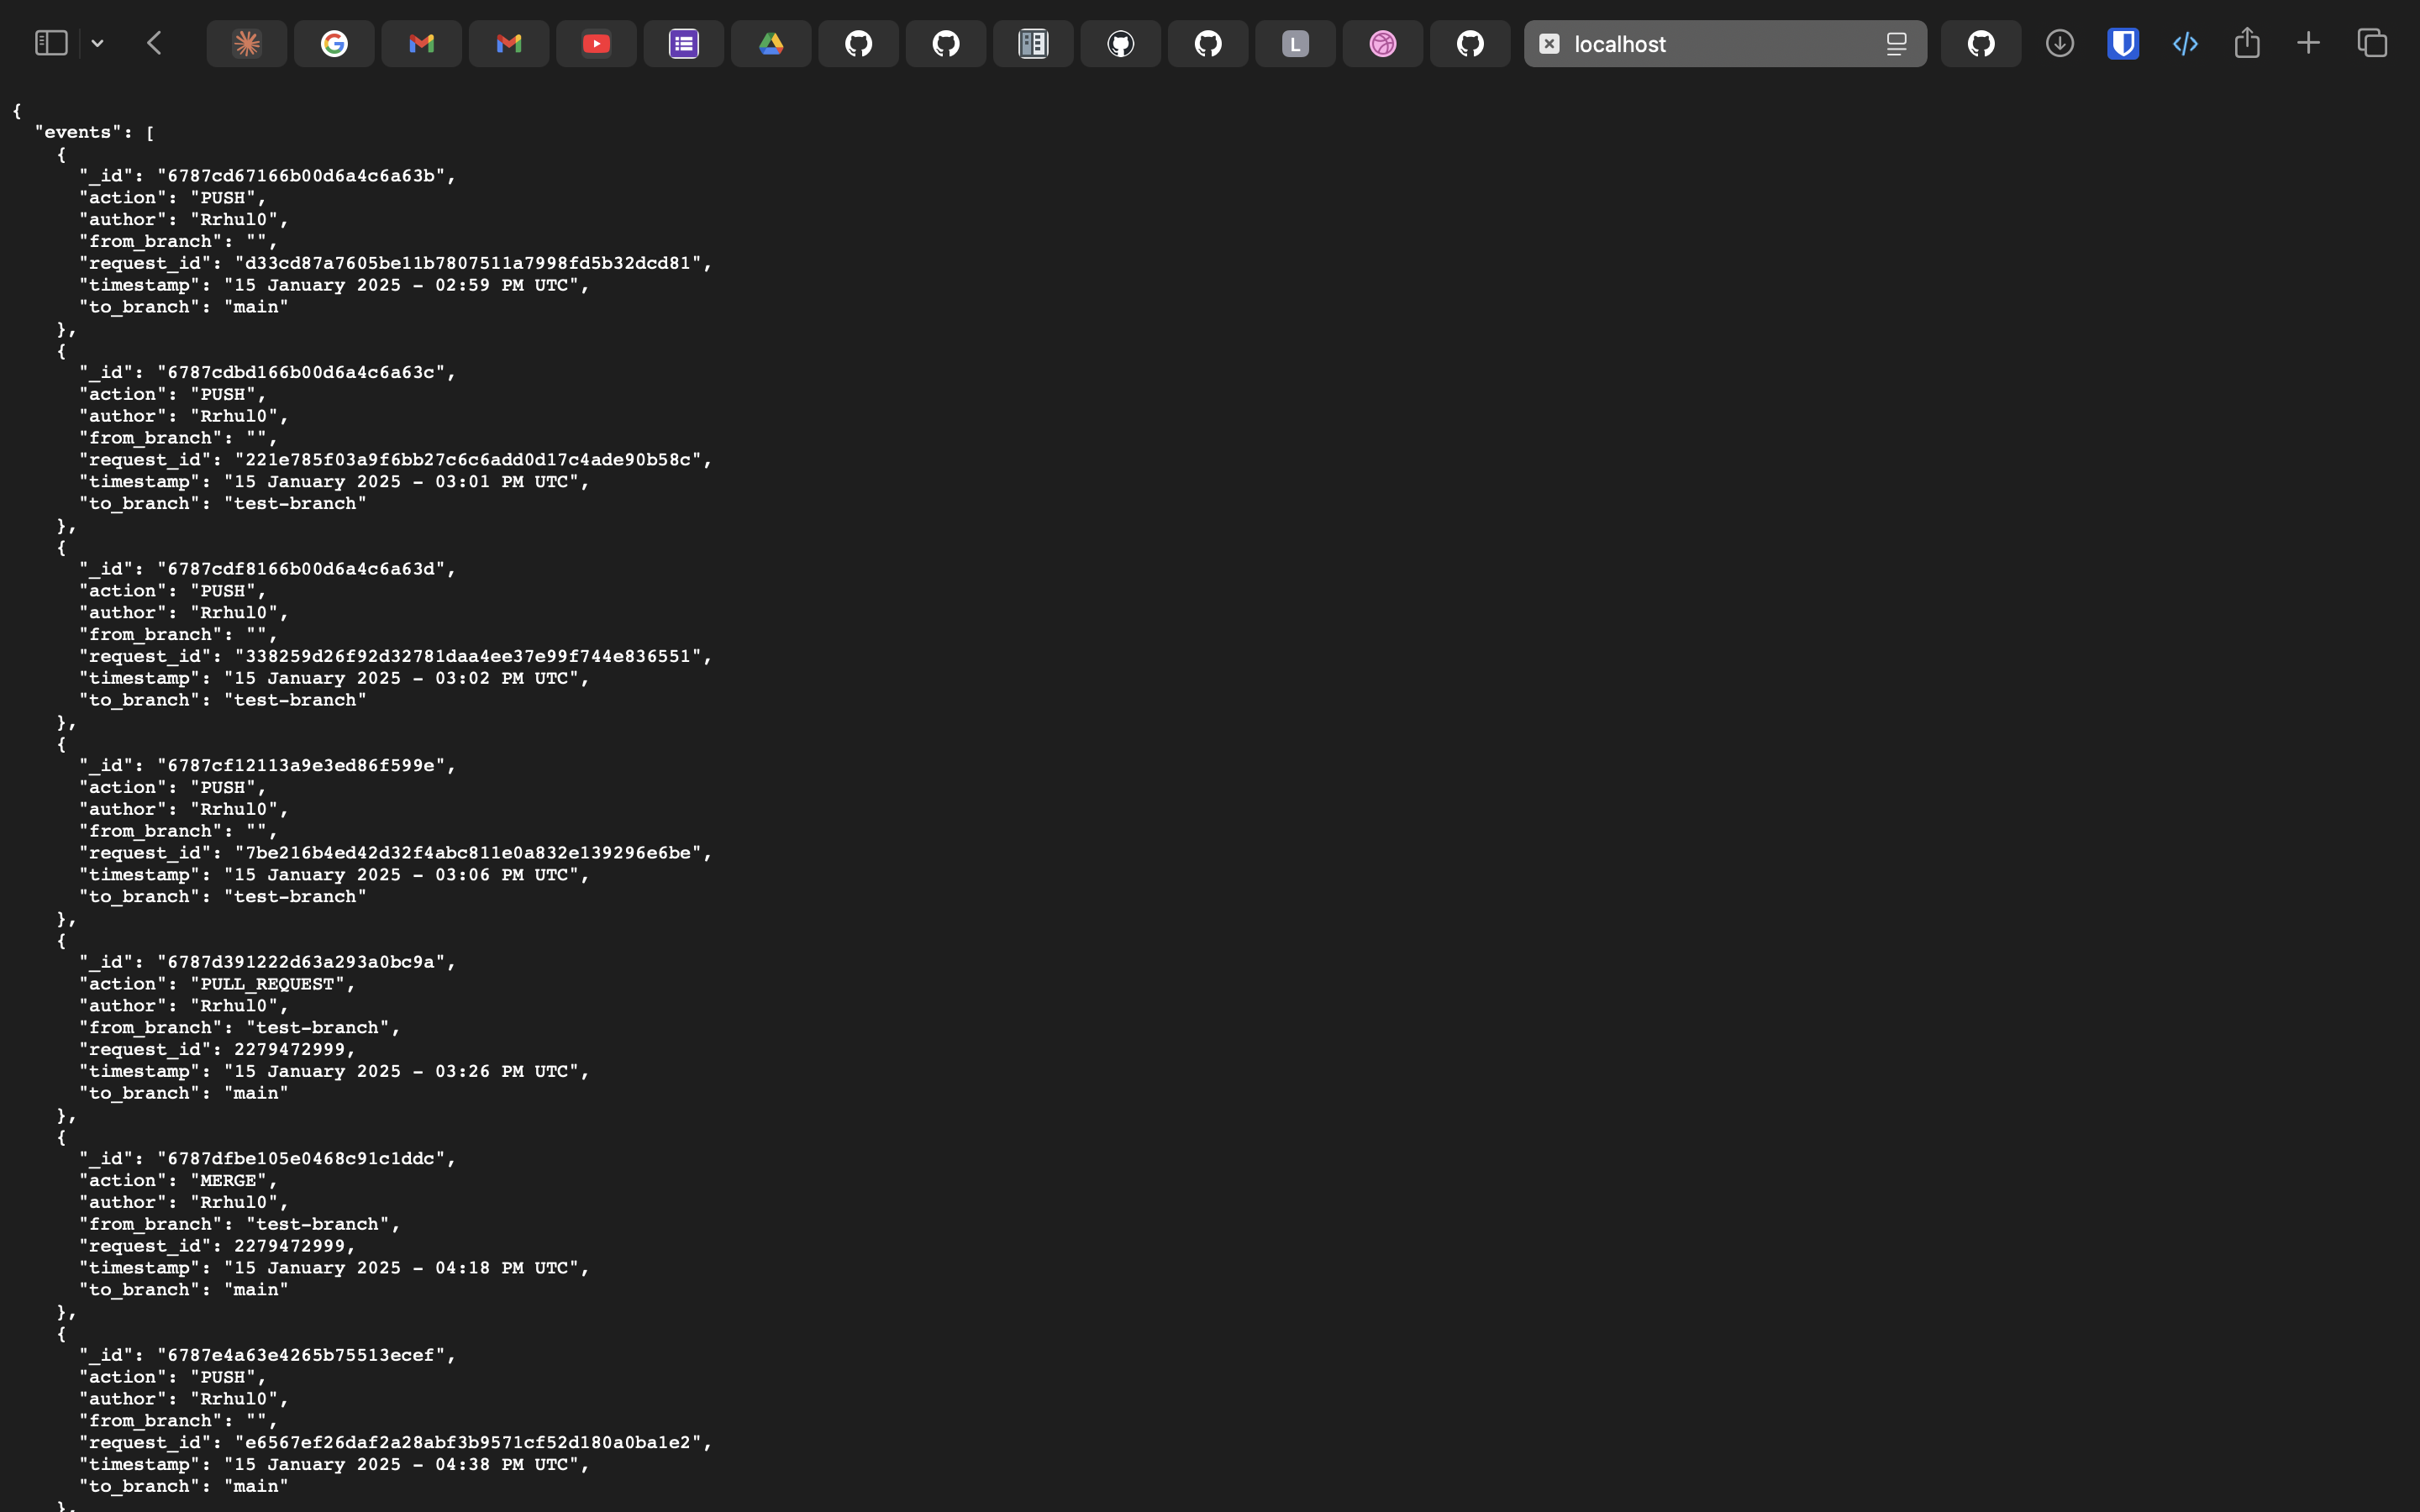 localhost
L
{
  "events": [
    {
      "_id": "6787cd67166b00d6a4c6a63b",
      "action": "PUSH",
      "author": "Rrhul0",
      "from_branch": "",
      "request_id": "d33cd87a7605be11b7807511a7998fd5b32dcd81",
      "timestamp": "15 January 2025 - 02:59 PM UTC",
      "to_branch": "main"
    },
    {
      "_id": "6787cdbd166b00d6a4c6a63c",
      "action": "PUSH",
      "author": "Rrhul0",
      "from_branch": "",
      "request_id": "221e785f03a9f6bb27c6c6add0d17c4ade90b58c",
      "timestamp": "15 January 2025 - 03:01 PM UTC",
      "to_branch": "test-branch"
    },
    {
      "_id": "6787cdf8166b00d6a4c6a63d",
      "action": "PUSH",
      "author": "Rrhul0",
      "from_branch": "",
      "request_id": "338259d26f92d32781daa4ee37e99f744e836551",
      "timestamp": "15 January 2025 - 03:02 PM UTC",
      "to_branch": "test-branch"
    },
    {
      "_id": "6787cf12113a9e3ed86f599e",
      "action": "PUSH",
      "author": "Rrhul0",
      "from_branch": "",
      "request_id": "7be216b4ed42d32f4abc811e0a832e139296e6be",
      "timestamp": "15 January 2025 - 03:06 PM UTC",
      "to_branch": "test-branch"
    },
    {
      "_id": "6787d391222d63a293a0bc9a",
      "action": "PULL_REQUEST",
      "author": "Rrhul0",
      "from_branch": "test-branch",
      "request_id": 2279472999,
      "timestamp": "15 January 2025 - 03:26 PM UTC",
      "to_branch": "main"
    },
    {
      "_id": "6787dfbe105e0468c91c1ddc",
      "action": "MERGE",
      "author": "Rrhul0",
      "from_branch": "test-branch",
      "request_id": 2279472999,
      "timestamp": "15 January 2025 - 04:18 PM UTC",
      "to_branch": "main"
    },
    {
      "_id": "6787e4a63e4265b75513ecef",
      "action": "PUSH",
      "author": "Rrhul0",
      "from_branch": "",
      "request_id": "e6567ef26daf2a28abf3b9571cf52d180a0ba1e2",
      "timestamp": "15 January 2025 - 04:38 PM UTC",
      "to_branch": "main"
    },